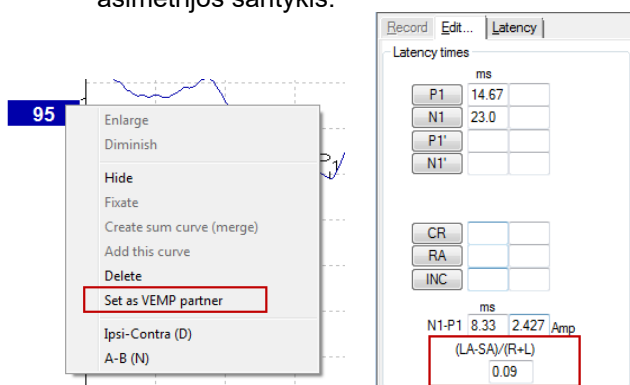 asimetrijos santykis.
95
Enlarge
Diminish
Hide
Fixate
Create sum curve (merge)
Add this curve
Delete
Set as VEMP partner
Ipsi-Contra (D)
A-B (N)
Record Edit... Latency
Latency times
ms
P1 14.67
N1 23.0
P1'
N1'
CR
RA
INC
ms
N1-P1 8.33 2.427 Amp
(LA-SA)/(R+L)
0.09